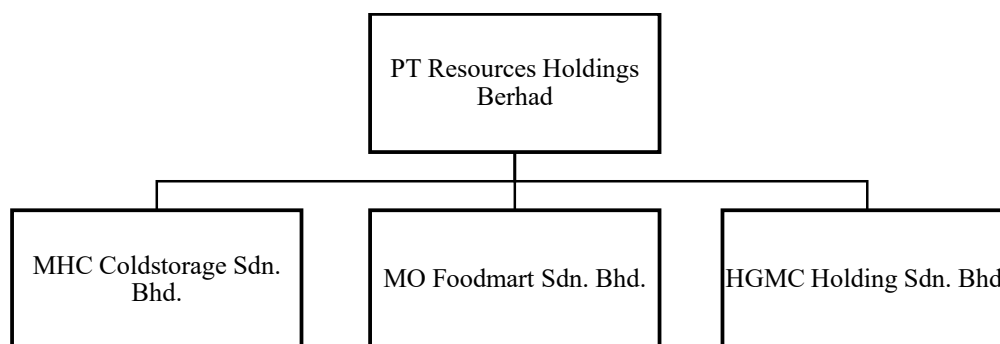 PT Resources Holdings
Berhad
MHC Coldstorage Sdn.
Bhd.
MO Foodmart Sdn. Bhd.
HGMC Holding Sdn. Bhd